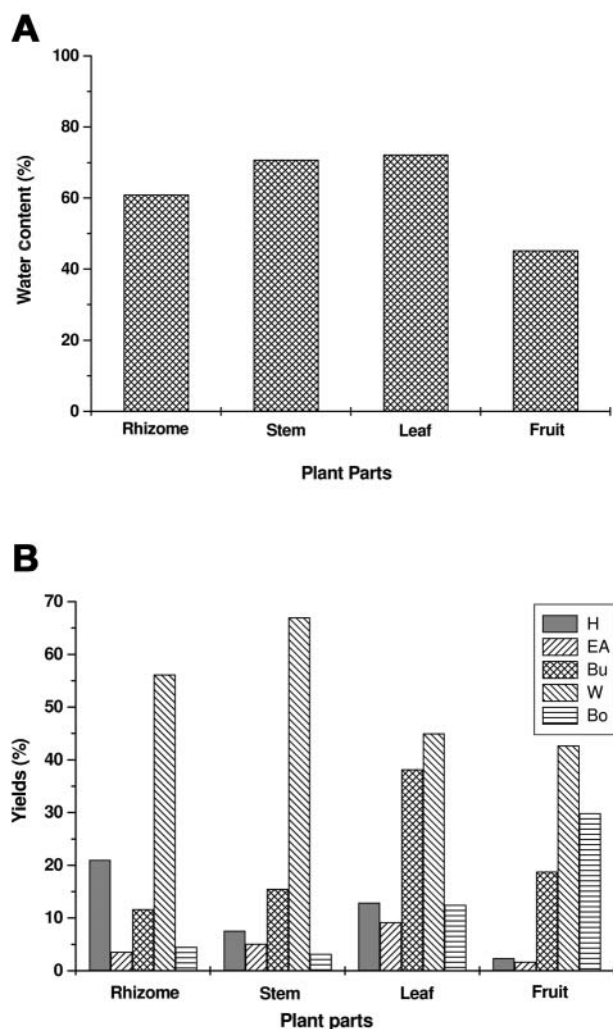 A
100
80
60
40
20
0
Water content (%)
Rhizome Stem Leaf Fruit
Plant Parts
B
70
60
50
40
30
20
10
0
Yields (%)
H
EA
Bu
W
Bo
Rhizome Stem Leaf Fruit
Plant parts